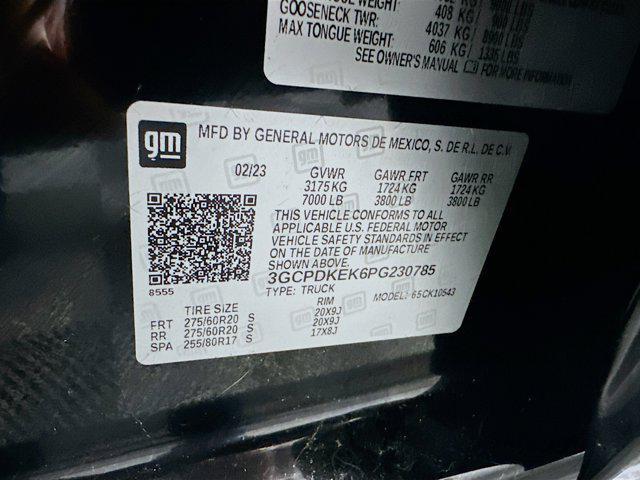 408 KG
GOOSENECK TWR: 4037 KG 8900 LBS
MAX TONGUE WEIGHT: 606 KG 1335 LBS
SEE OWNER'S MANUAL FOR MORE INFORMATION
gm
MFD BY GENERAL MOTORS DE MEXICO, S. DE R.L. DE C.V.
02/23 GVWR GAWR FRT GAWR RR
3175 KG 1724 KG 1724 KG
7000 LB 3800 LB 3800 LB
THIS VEHICLE CONFORMS TO ALL
APPLICABLE U.S. FEDERAL MOTOR
VEHICLE SAFETY STANDARDS IN EFFECT
ON THE DATE OF MANUFACTURE
SHOWN ABOVE.
3GCPDKEK6PG230785
8555
TYPE: TRUCK MODEL: 65CK10543
TIRE SIZE RIM
FRT 275/60R20 S 20X9J
RR 275/60R20 S 20X9J
SPA 255/80R17 S 17X8J